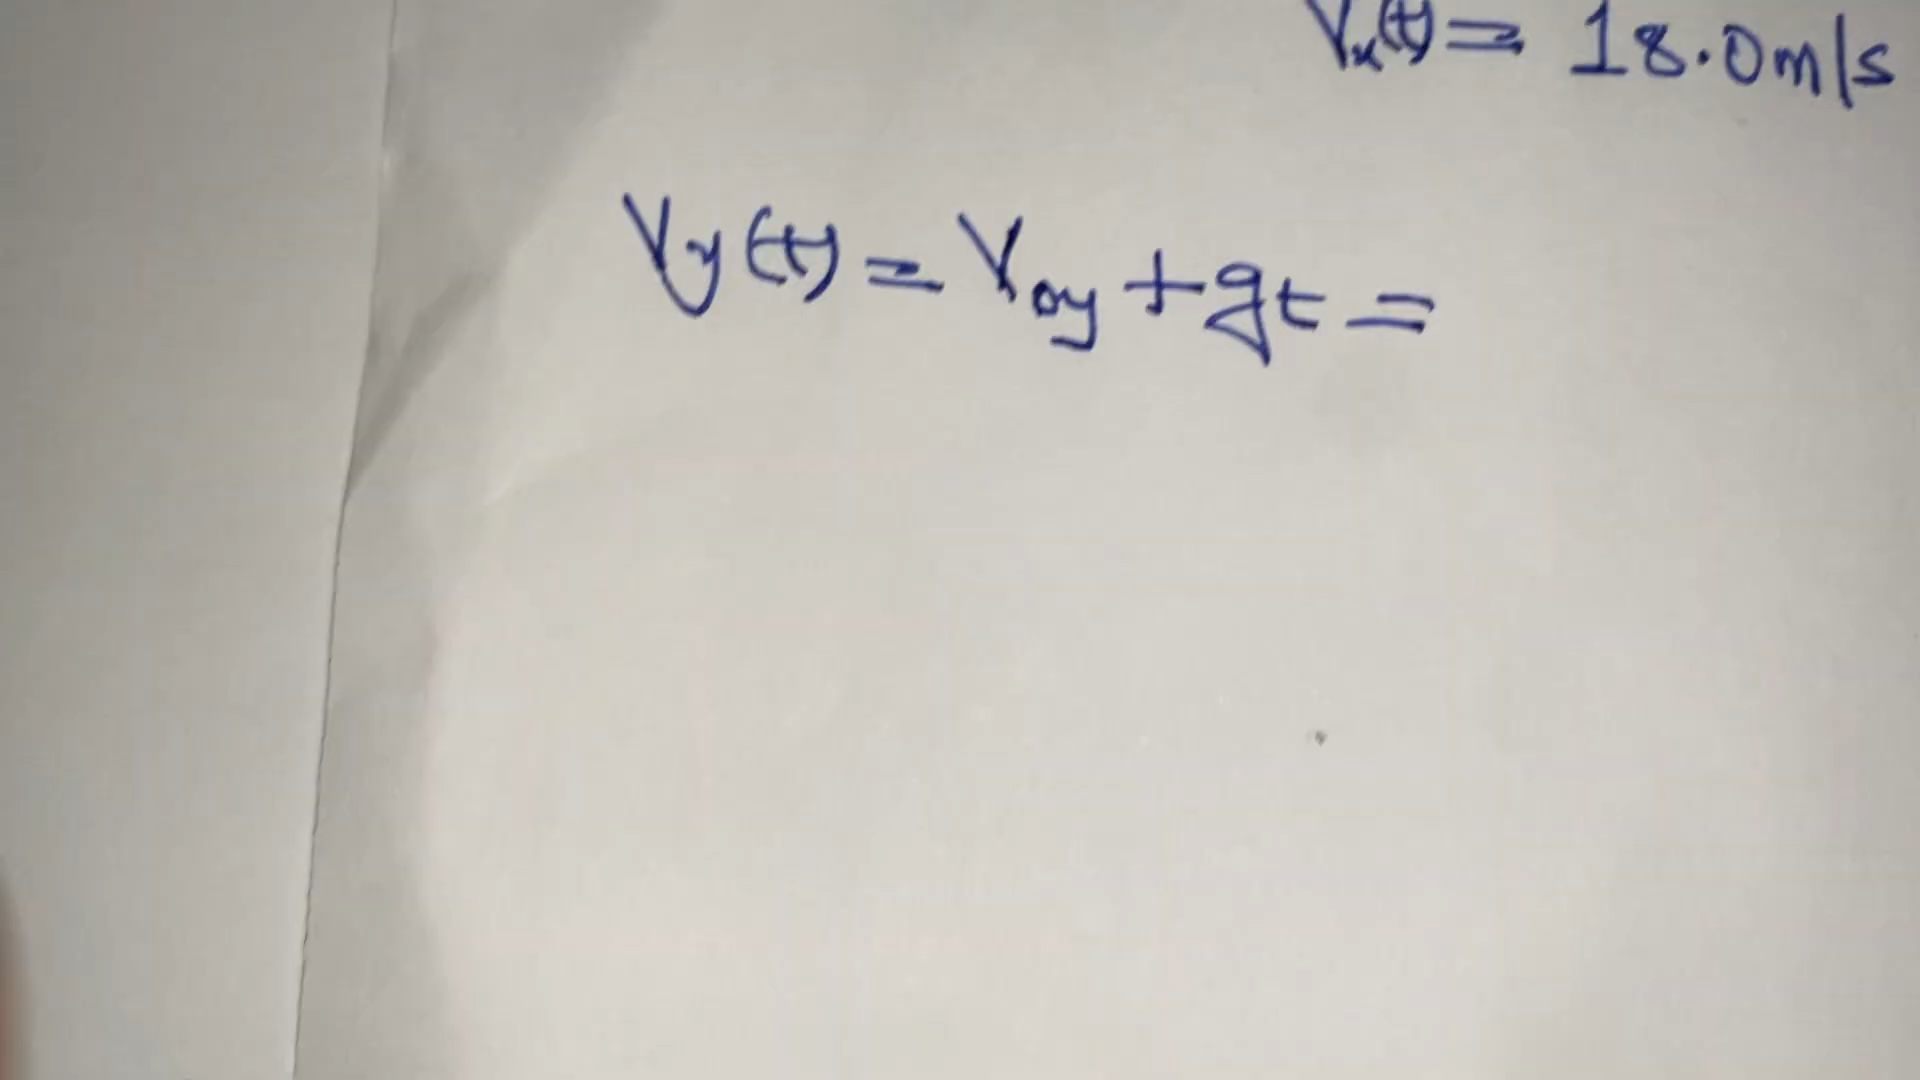 Vx(t) = 18.0m/s
Vy(t) = Voy + gt =